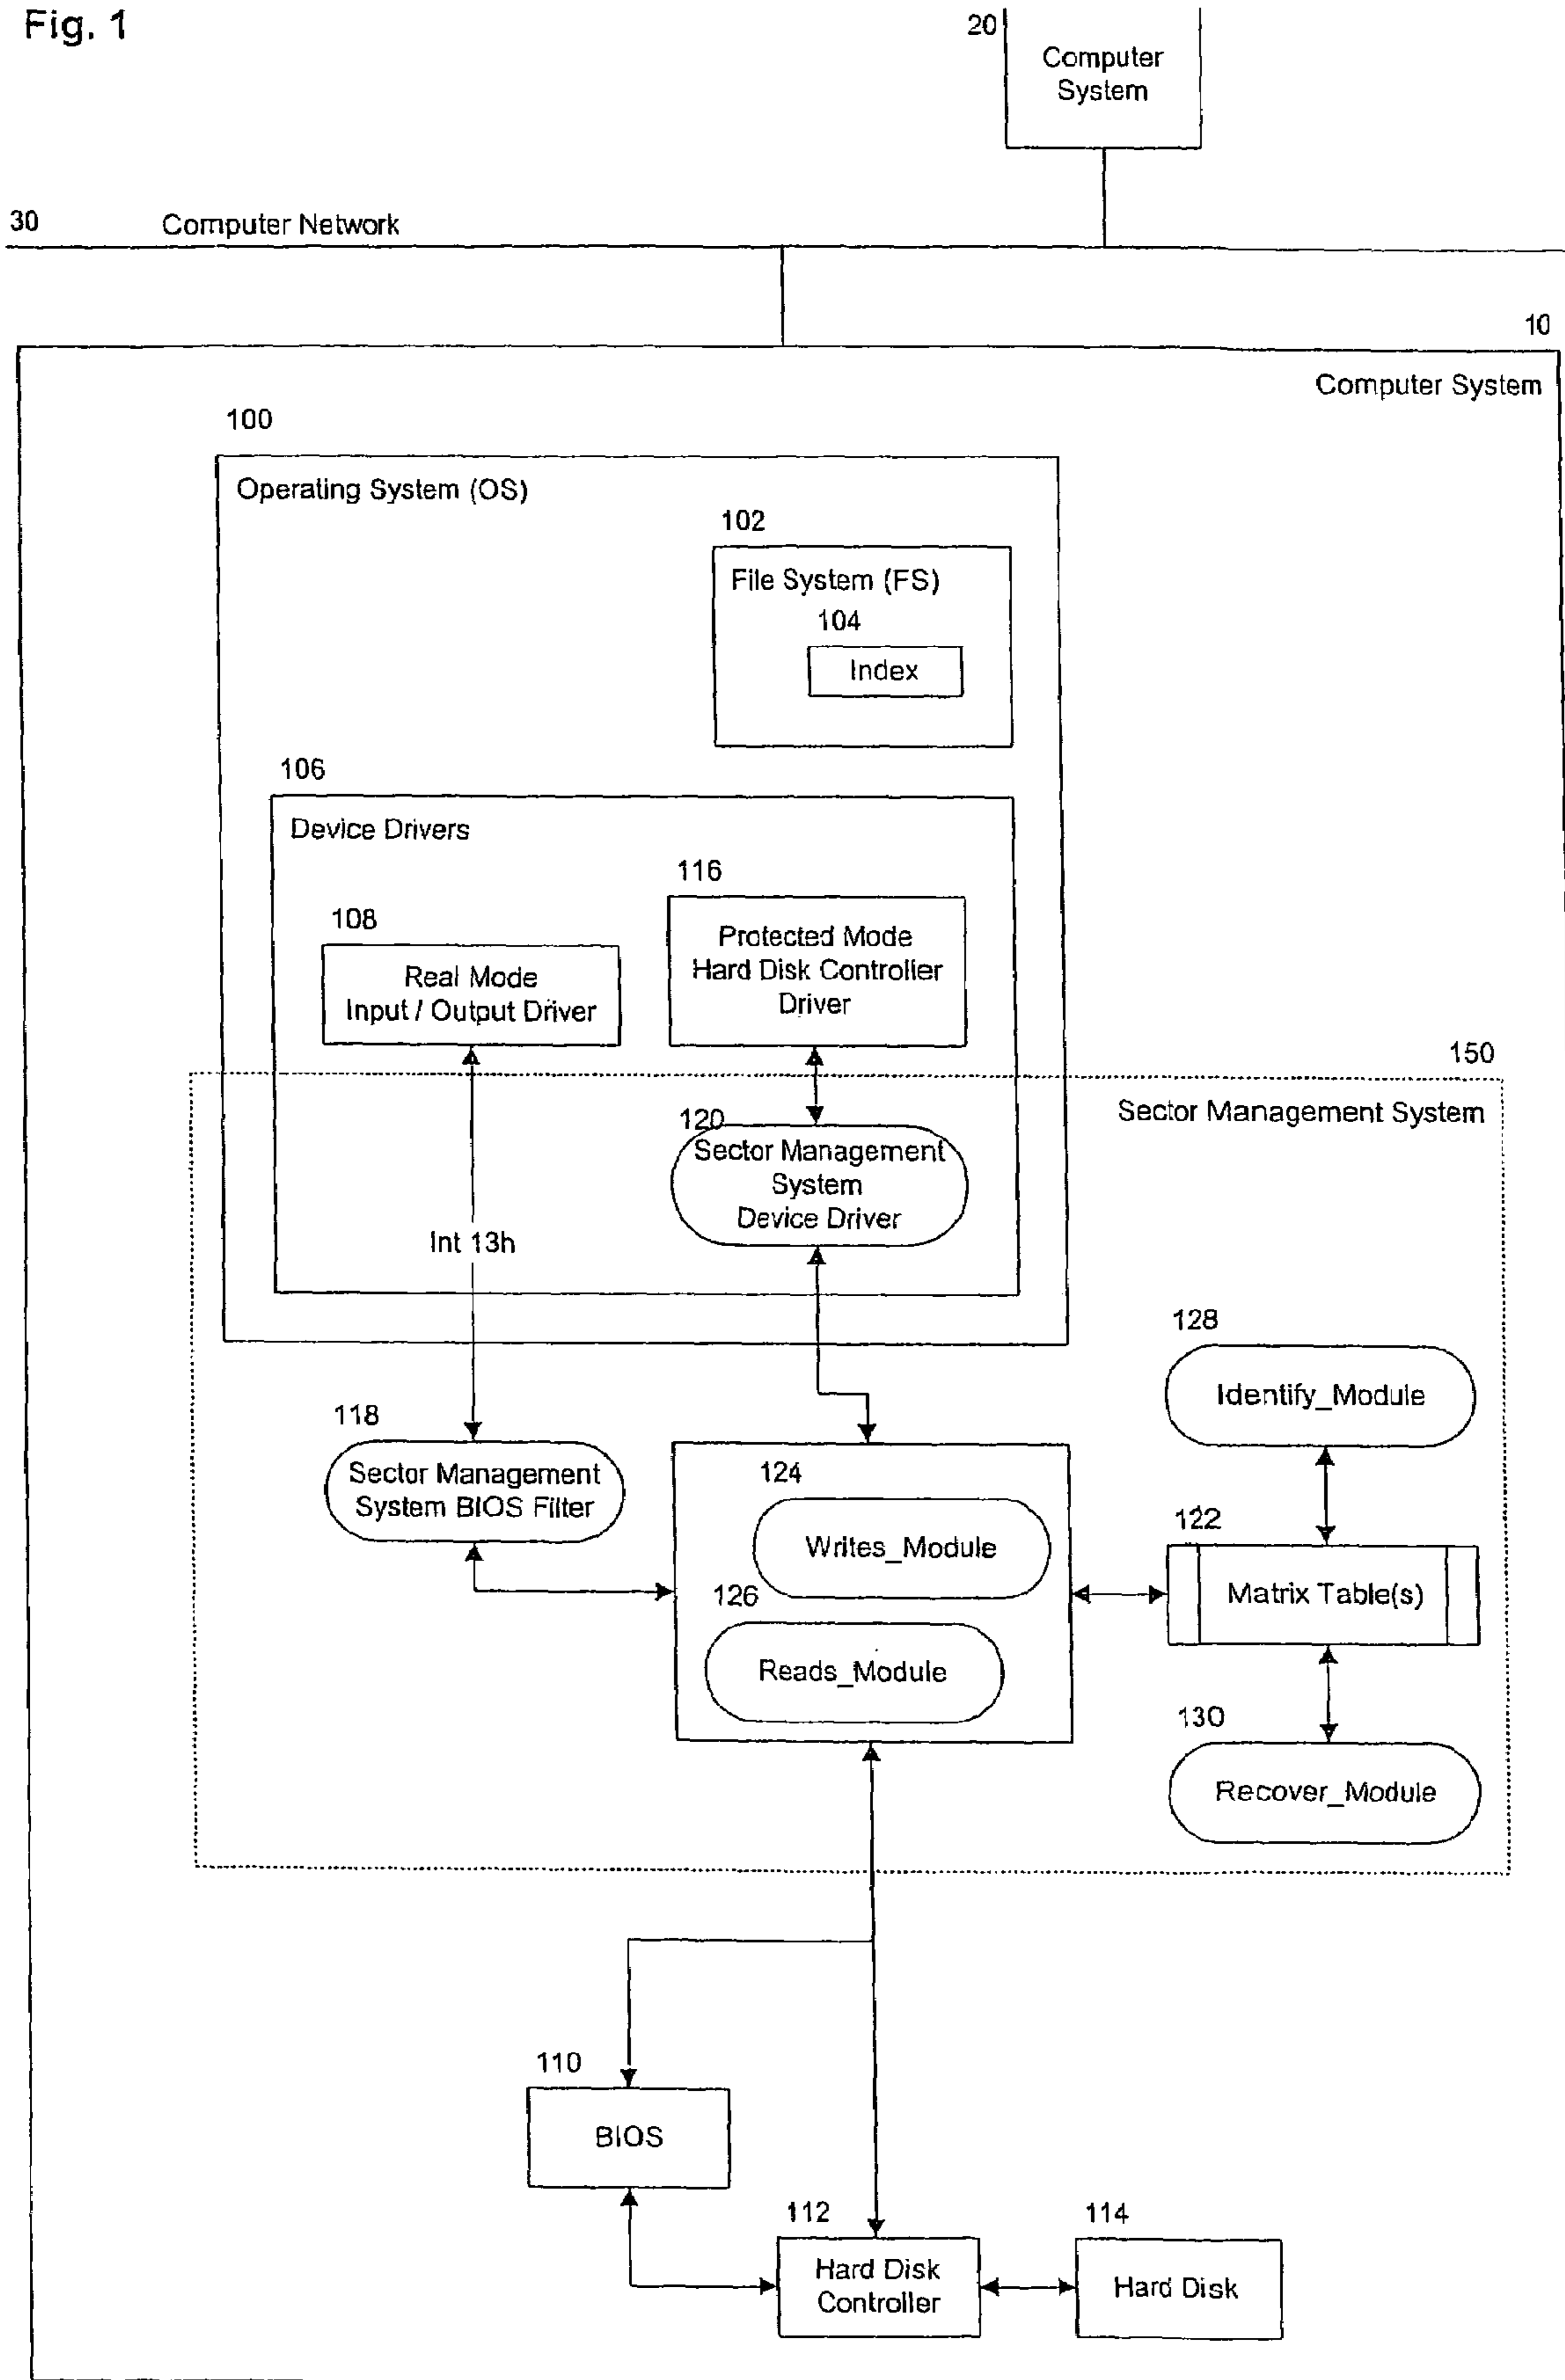 Fig. 1
20
Computer
System
30
Computer Network
10
Computer System
100
Operating System (OS)
102
File System (FS)
104
Index
106
Device Drivers
116
Protected Mode
Hard Disk Controller
Driver
108
Real Mode
Input / Output Driver
150
Sector Management System
120
Sector Management
System
Device Driver
Int 13h
128
Identify_Module
118
Sector Management
System BIOS Filter
124
Writes_Module
122
Matrix Table(s)
126
Reads_Module
130
Recover_Module
110
BIOS
112
Hard Disk
Controller
114
Hard Disk